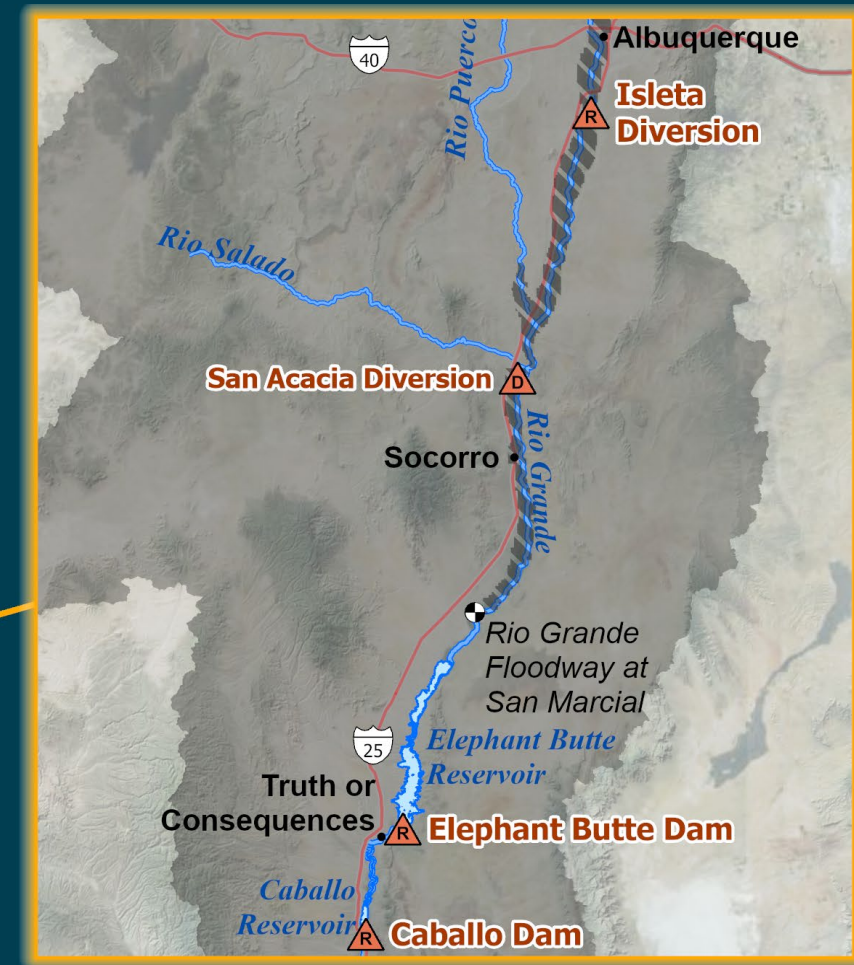 Albuquerque
40
Rio Puerco
R
Isleta
Diversion
Rio Salado
San Acacia Diversion
D
Rio Grande
Socorro
Rio Grande
Floodway at
San Marcial
25
Elephant Butte
Reservoir
Truth or
Consequences
R
Elephant Butte Dam
Caballo
Reservoir
R
Caballo Dam